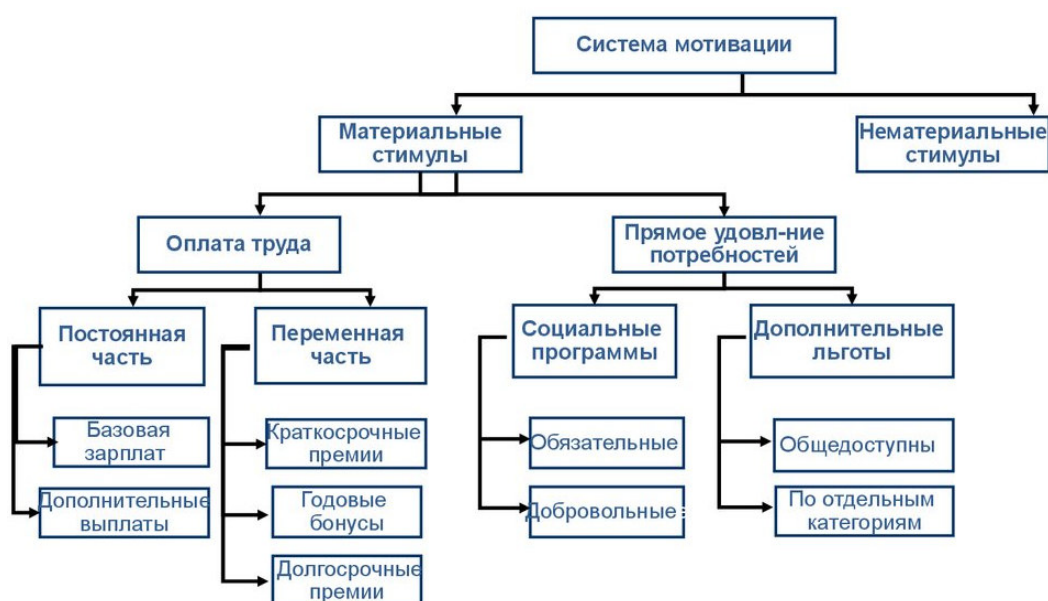 Система мотивации
Материальные
стимулы
Нематериальные
стимулы
Оплата труда
Прямое удовл-ние
потребностей
Постоянная
часть
Переменная
часть
Социальные
программы
Дополнительные
льготы
Базовая
зарплат
Краткосрочные
премии
Обязательные
Общедоступны
Дополнительные
выплаты
Годовые
бонусы
Добровольные
По отдельным
категориям
Долгосрочные
премии